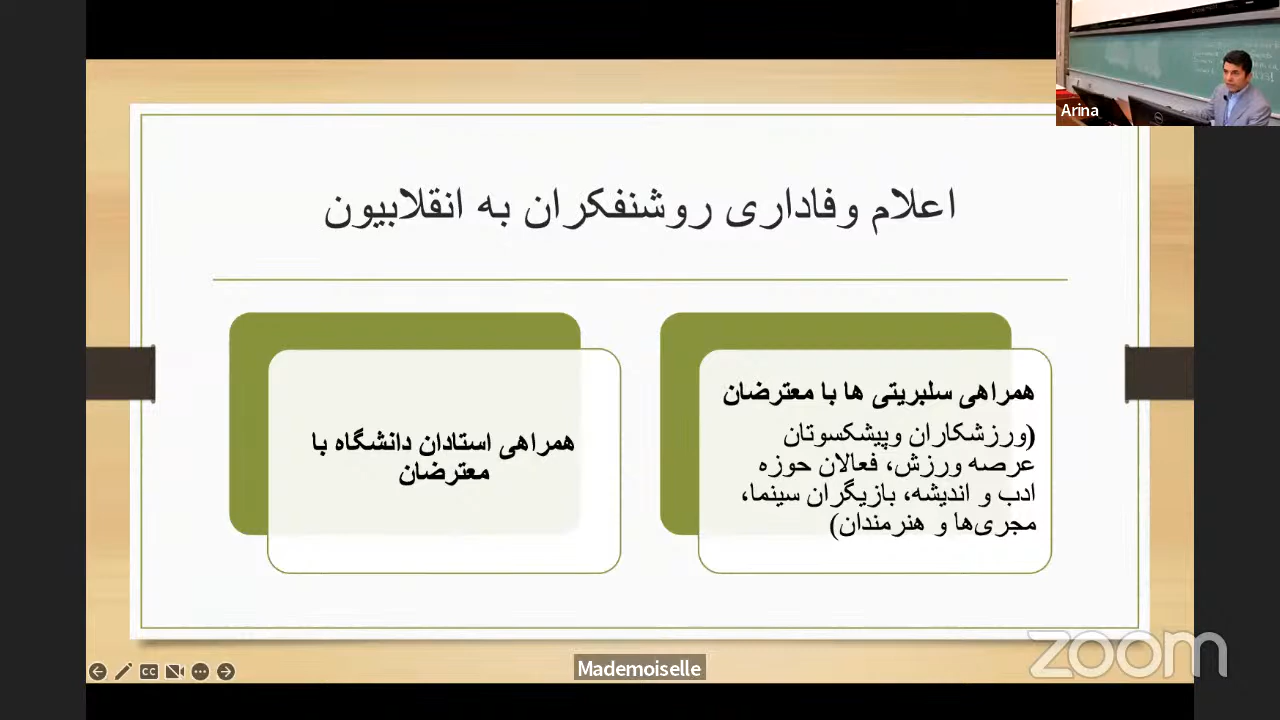 Arina
اعلام وفاداری روشنفکران به انقلابیون
همراهی سلبریتی ها با معترضان
(ورزشکاران وپیشکسوتان
عرصه ورزش، فعالان حوزه
ادب و اندیشه، بازیگران سینما،
مجری‌ها و هنرمندان)
همراهی استادان دانشگاه با
معترضان
Mademoiselle
zoom
CC